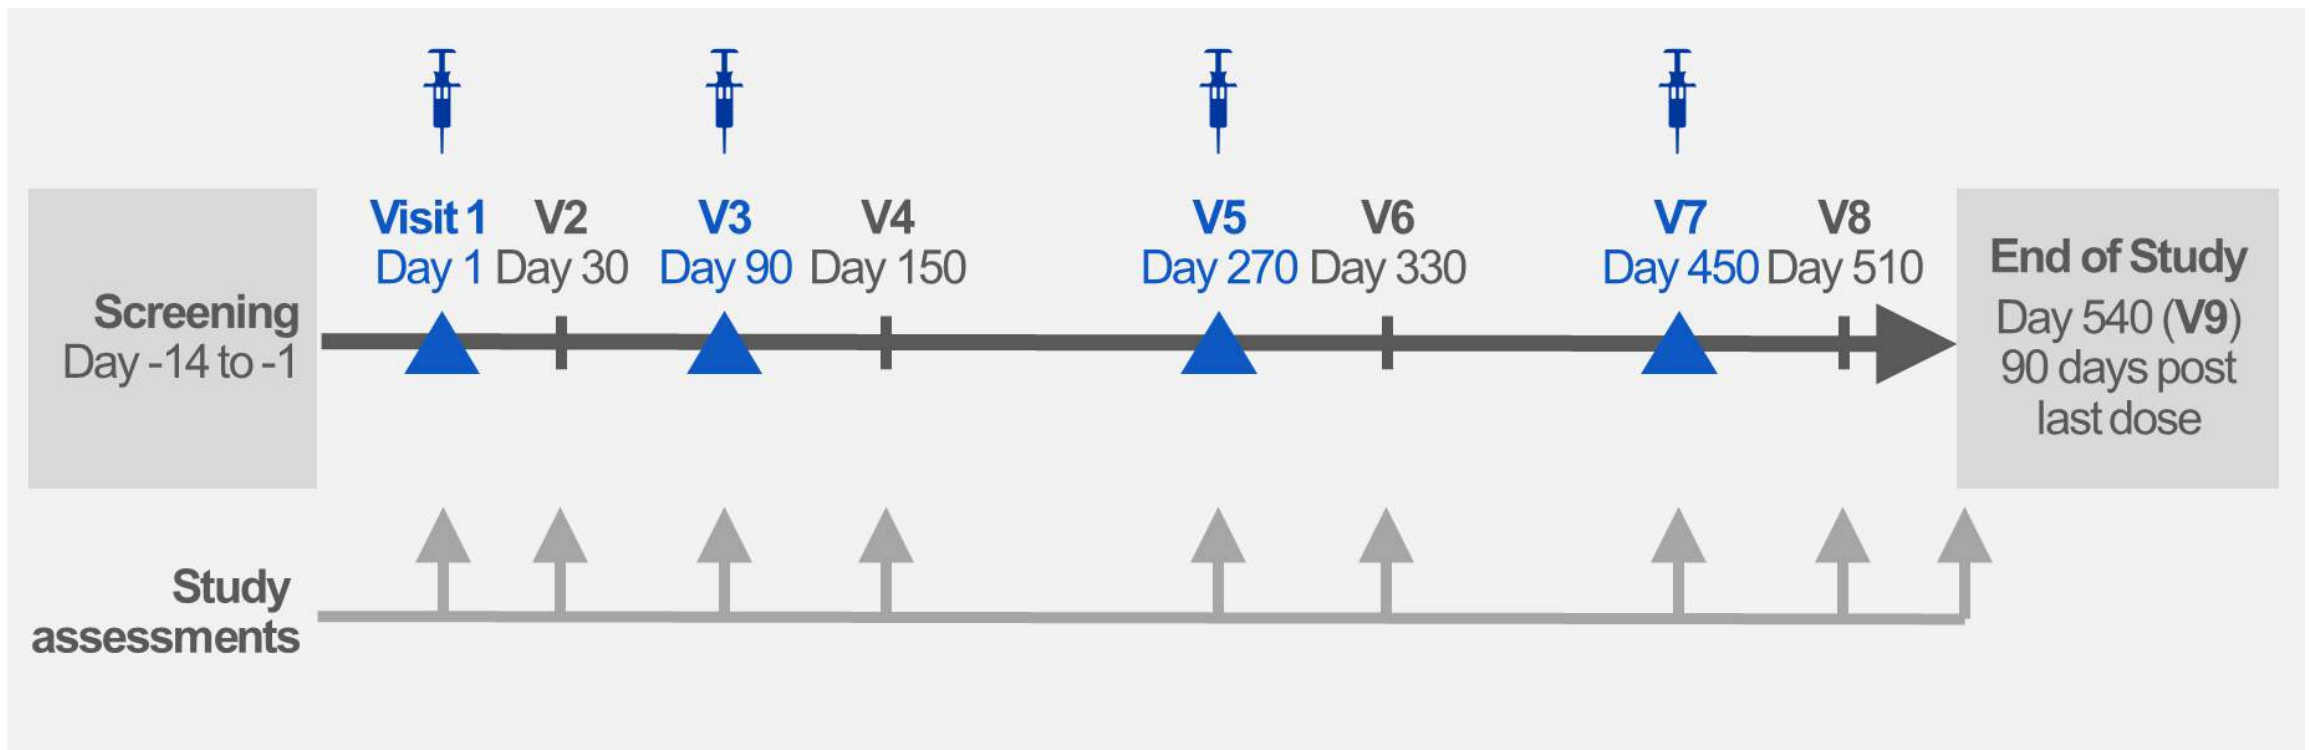 Screening
Day -14 to -1
Visit 1
Day 1
V2
Day 30
V3
Day 90
V4
Day 150
V5
Day 270
V6
Day 330
V7
Day 450
V8
Day 510
End of Study
Day 540 (V9)
90 days post
last dose
Study
assessments